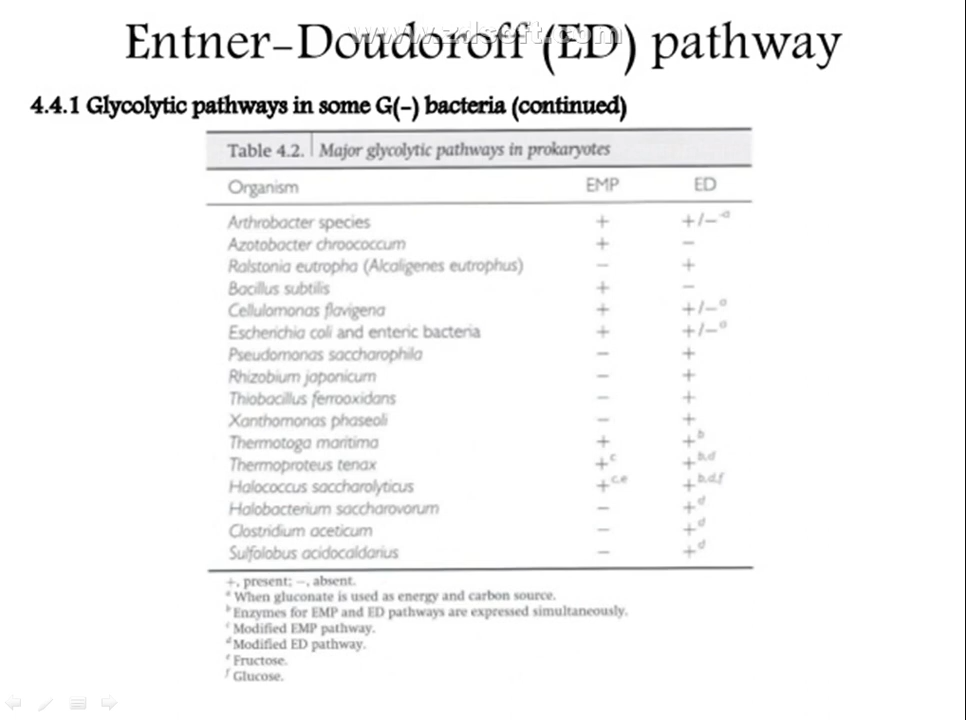 Entner-Doudoroff (ED) pathway
www.zdsoft.com
4.4.1 Glycolytic pathways in some G(-) bacteria (continued)
Table 4.2. Major glycolytic pathways in prokaryotes
Organism EMP ED
Arthrobacter species + +/−a
Azotobacter chroococcum + −
Ralstonia eutropha (Alcaligenes eutrophus) − +
Bacillus subtilis + −
Cellulomonas flavigena + +/−a
Escherichia coli and enteric bacteria + +/−a
Pseudomonas saccharophila − +
Rhizobium japonicum − +
Thiobacillus ferrooxidans − +
Xanthomonas phaseoli − +
Thermotoga maritima + +b
Thermoproteus tenax +c +b,d
Halococcus saccharolyticus +c,e +b,d,f
Halobacterium saccharovorum − +d
Clostridium aceticum − +d
Sulfolobus acidocaldarius − +d
+, present; −, absent.
a When gluconate is used as energy and carbon source.
b Enzymes for EMP and ED pathways are expressed simultaneously.
c Modified EMP pathway.
d Modified ED pathway.
e Fructose.
f Glucose.